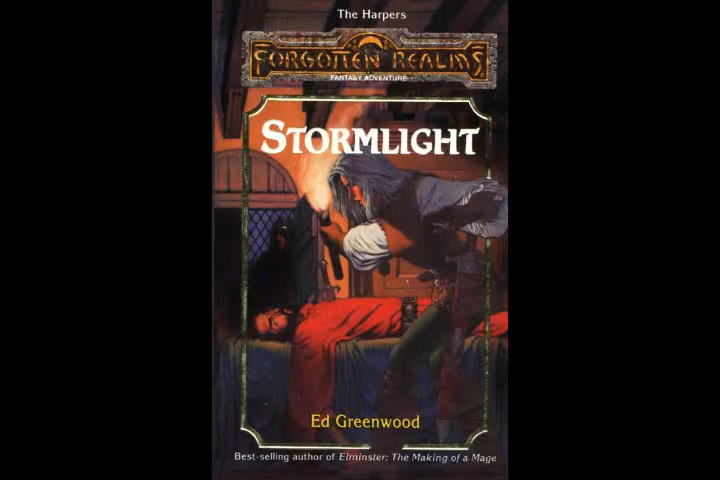 The Harpers
FORGOTTEN REALMS
FANTASY ADVENTURE
STORMLIGHT
Ed Greenwood
Best-selling author of Elminster: The Making of a Mage